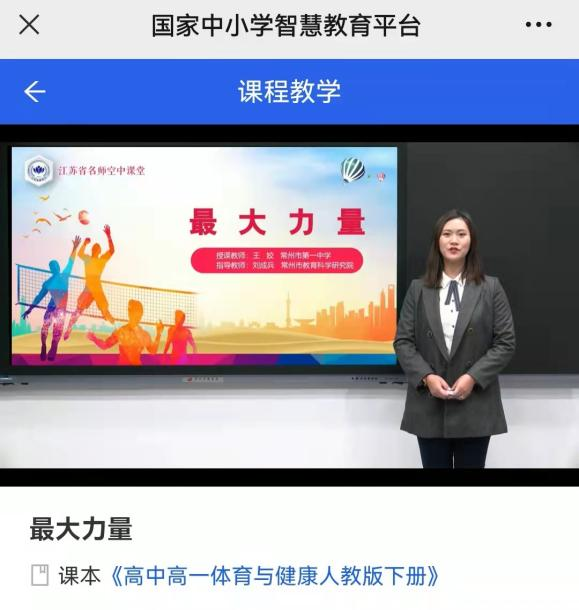 国家中小学智慧教育平台
课程教学
江苏省名师空中课堂
最大力量
授课教师：王 姣 常州市第一中学
指导教师：刘成兵 常州市教育科学研究院
最大力量
课本《高中高一体育与健康人教版下册》